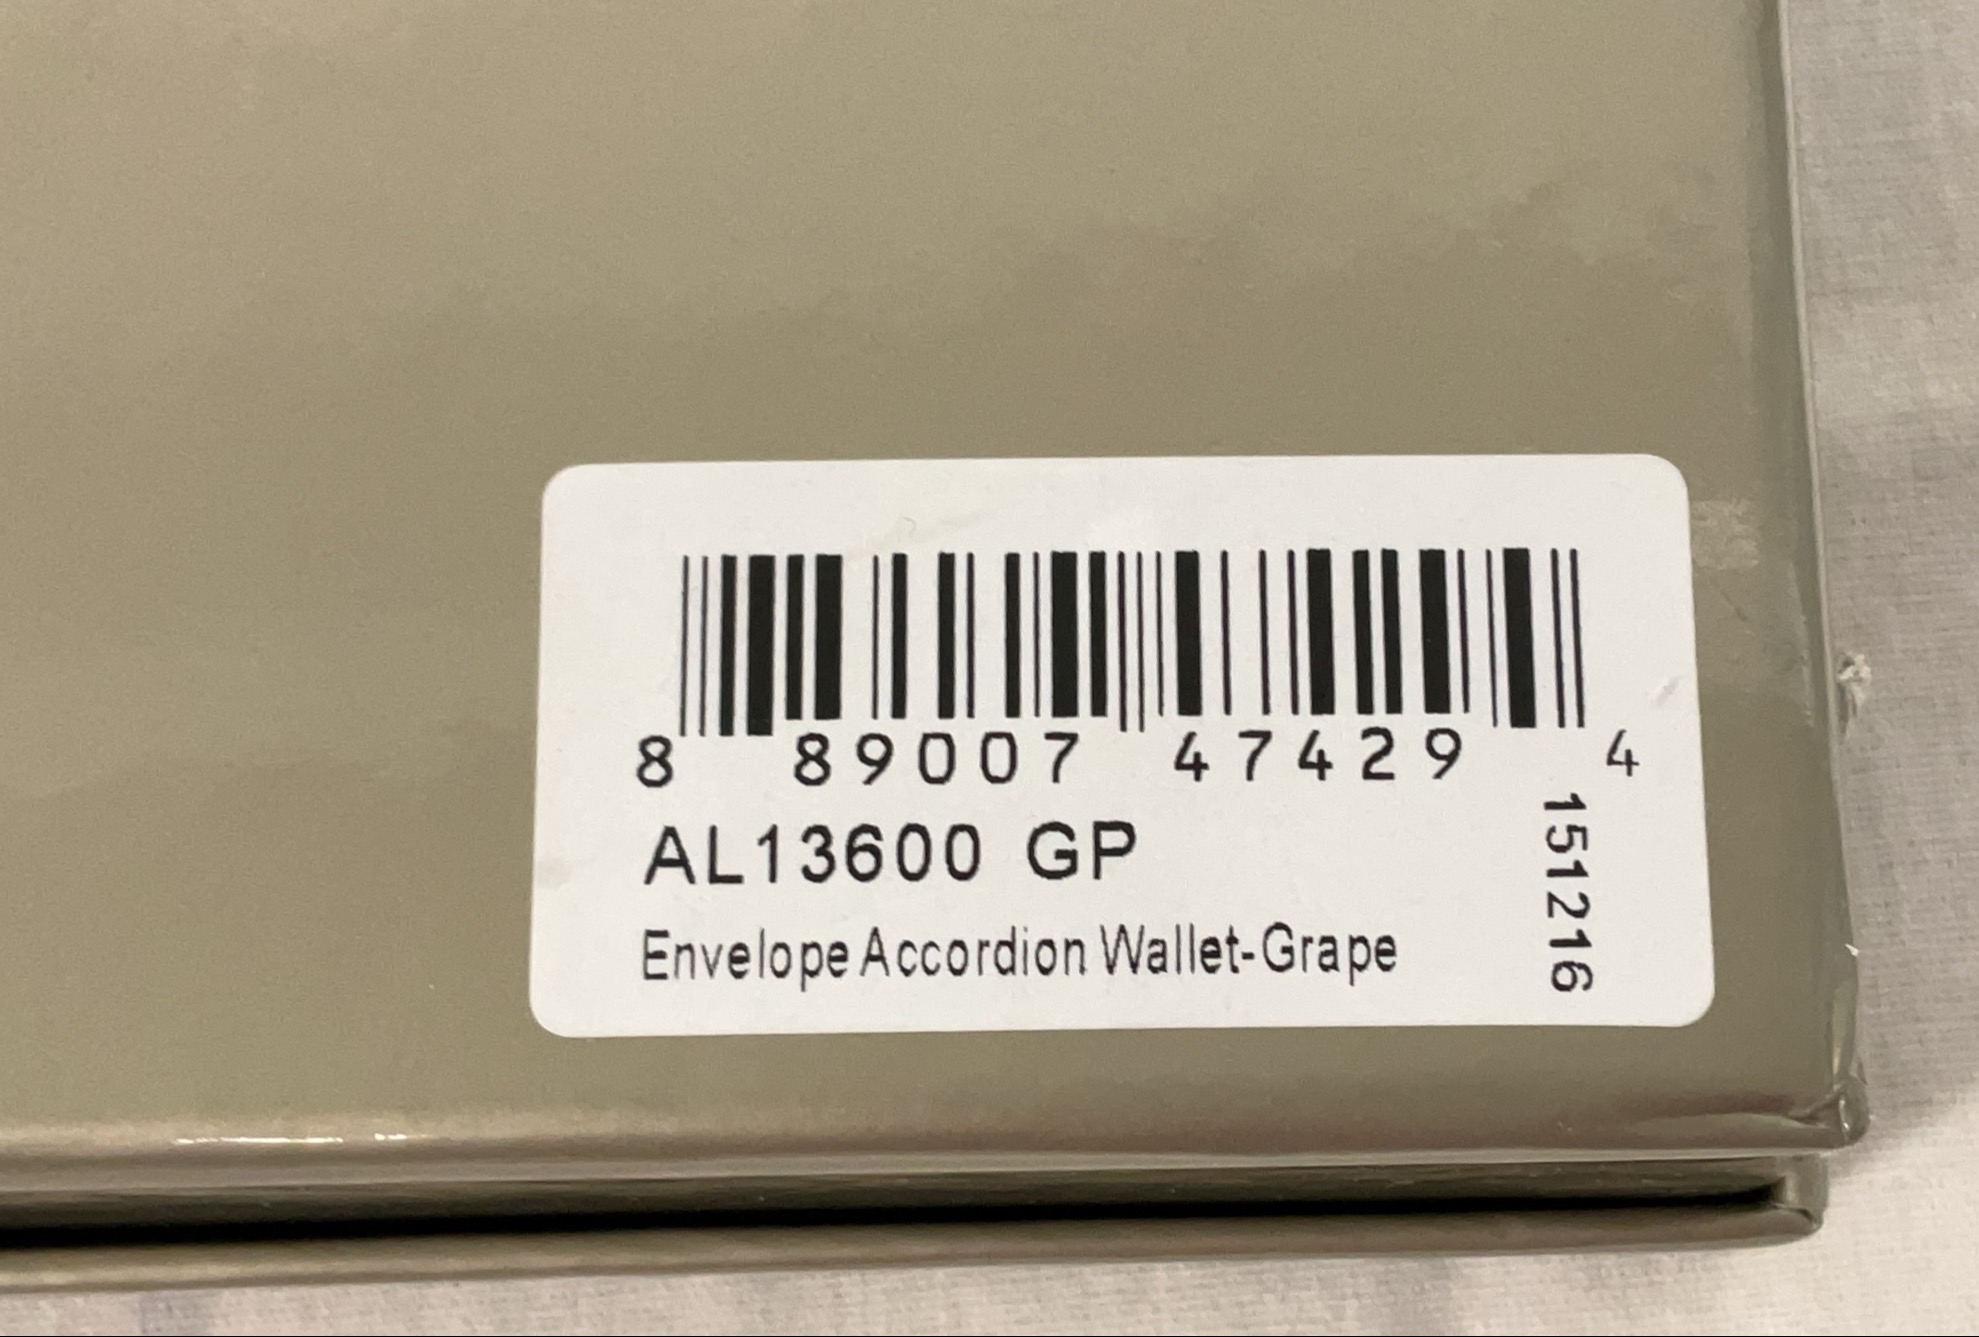 8 89007 47429 4
AL13600 GP
Envelope Accordion Wallet-Grape
151216